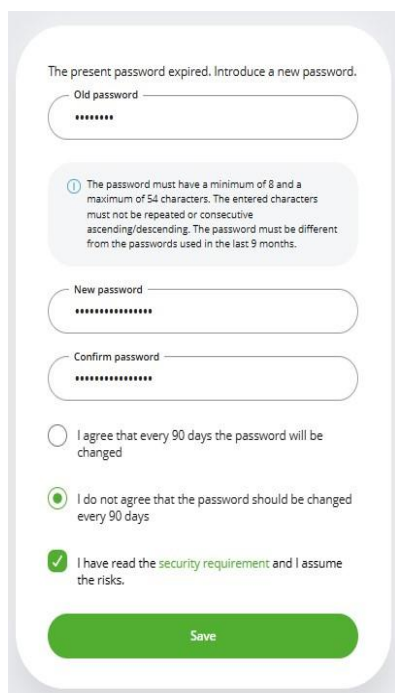 The present password expired. Introduce a new password.
Old password
••••••••
The password must have a minimum of 8 and a
maximum of 54 characters. The entered characters
must not be repeated or consecutive
ascending/descending. The password must be different
from the passwords used in the last 9 months.
New password
••••••••••••••••
Confirm password
••••••••••••••••
I agree that every 90 days the password will be
changed
I do not agree that the password should be changed
every 90 days
I have read the security requirement and I assume
the risks.
Save